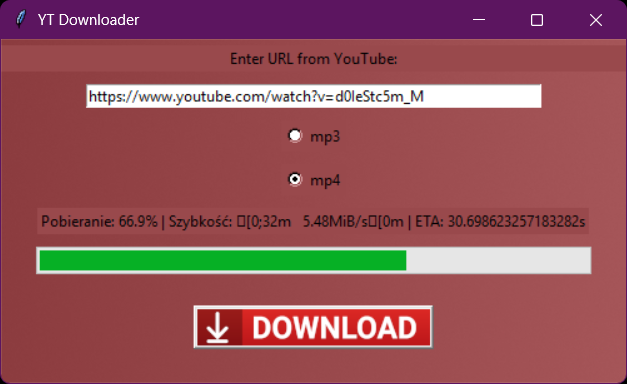 YT Downloader
Enter URL from YouTube:
https://www.youtube.com/watch?v=d0leStc5m_M
mp3
mp4
Pobieranie: 66.9% | Szybkość: □[0;32m   5.48MiB/s□[0m | ETA: 30.698623257183282s
DOWNLOAD